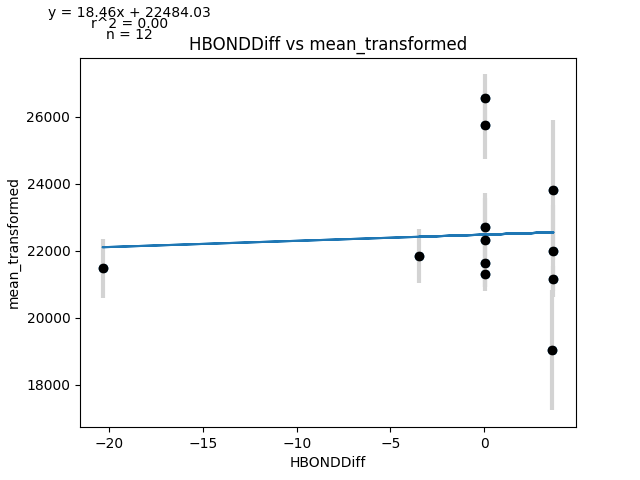 y = 18.46x + 22484.03
r^2 = 0.00
n = 12
HBONDDiff vs mean_transformed
mean_transformed
26000
24000
22000
20000
18000
−20
−15
−10
−5
0
HBONDDiff